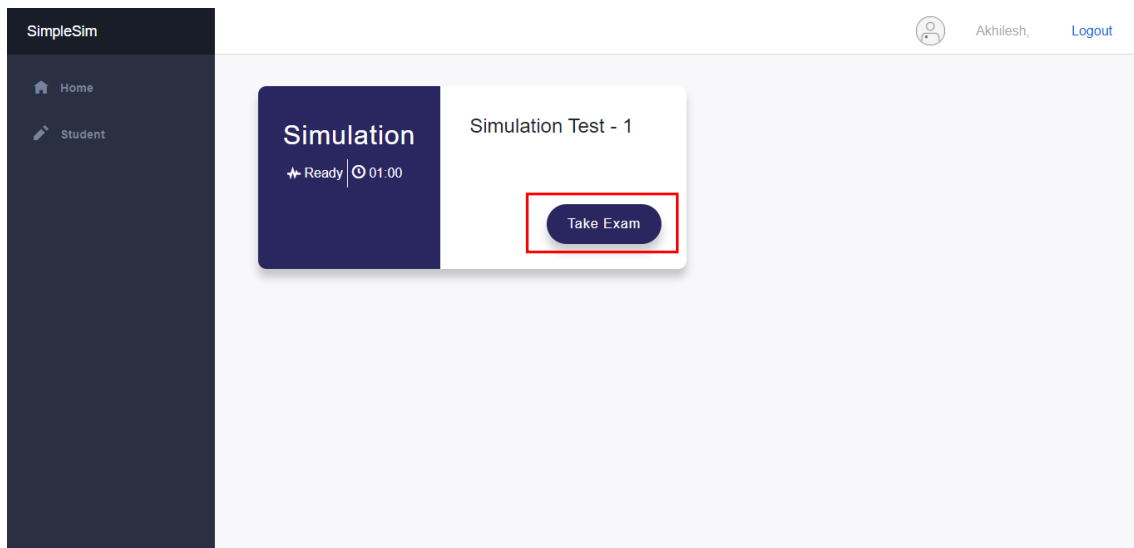 SimpleSim
Akhilesh,
Logout
Home
Student
Simulation
Ready
01:00
Simulation Test - 1
Take Exam